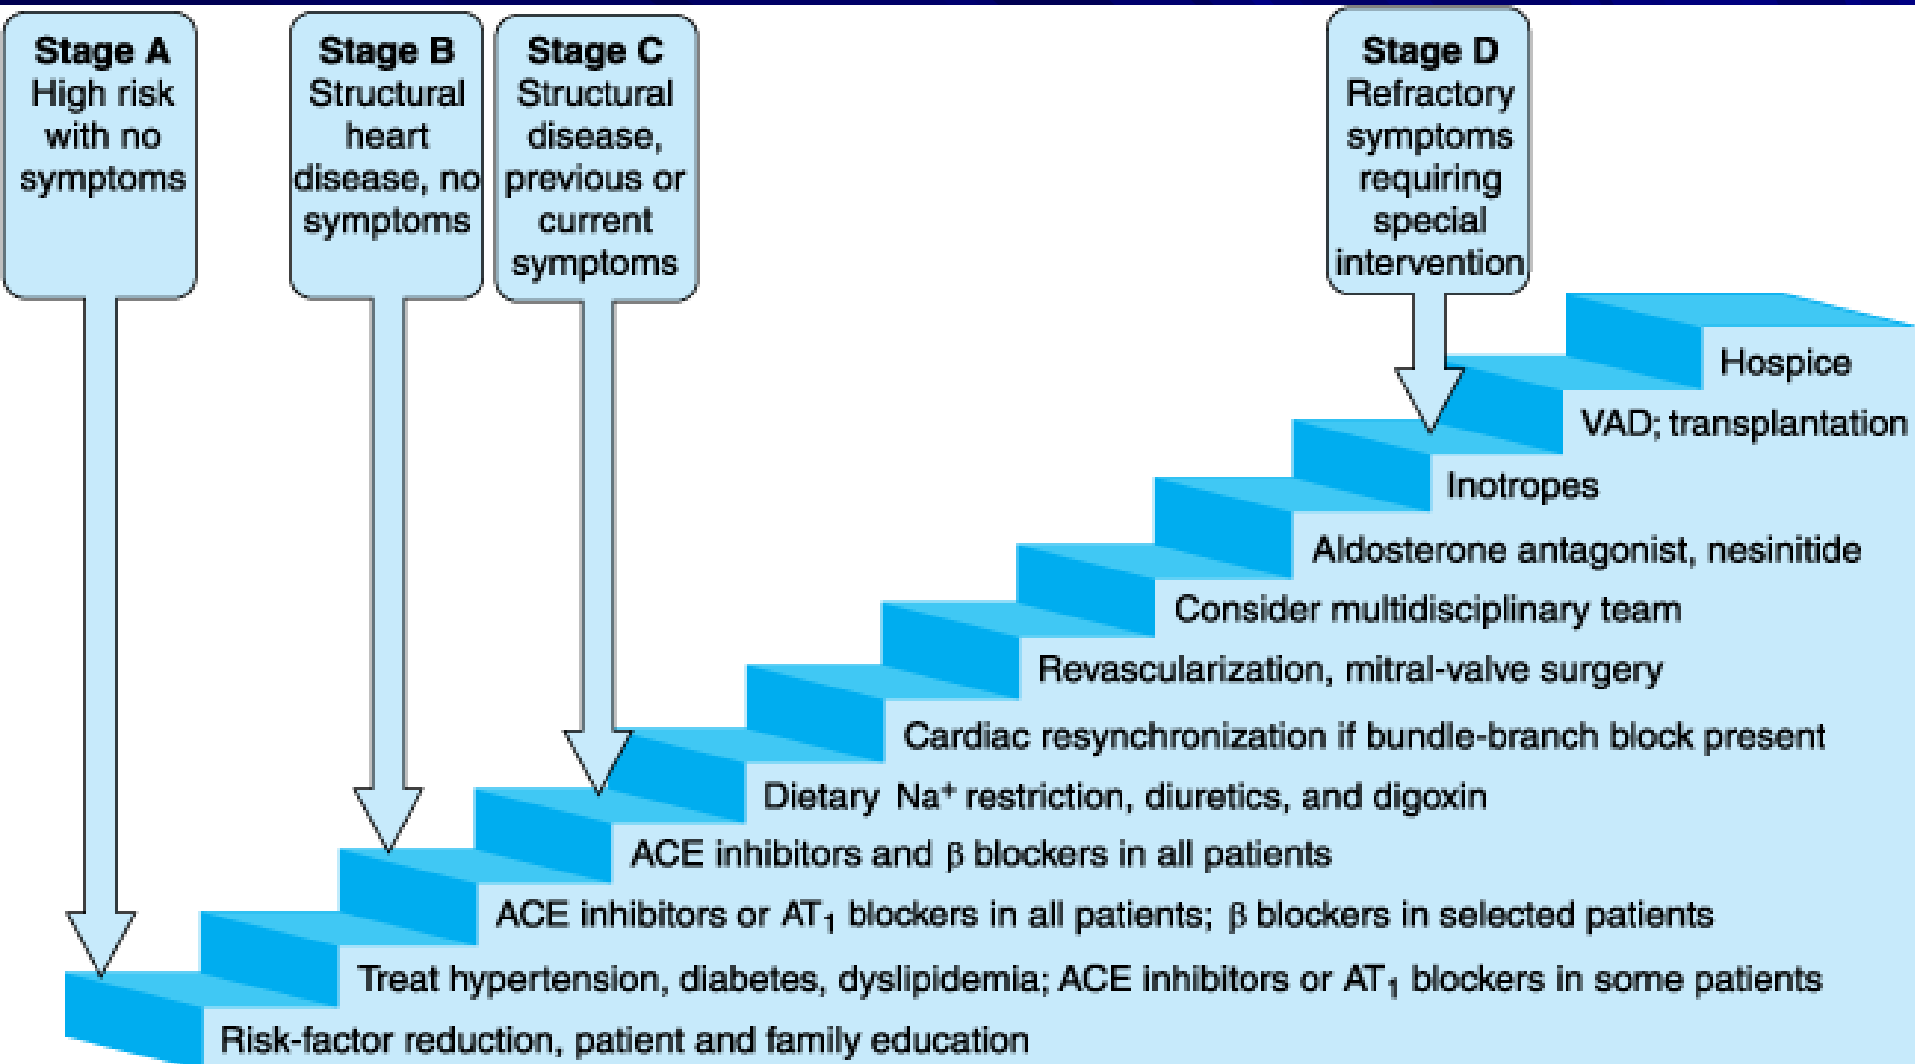 Stage A
High risk
with no
symptoms
Stage B
Structural
heart
disease, no
symptoms
Stage C
Structural
disease,
previous or
current
symptoms
Stage D
Refractory
symptoms
requiring
special
intervention
Hospice
VAD; transplantation
Inotropes
Aldosterone antagonist, nesinitide
Consider multidisciplinary team
Revascularization, mitral-valve surgery
Cardiac resynchronization if bundle-branch block present
Dietary Na⁺ restriction, diuretics, and digoxin
ACE inhibitors and β blockers in all patients
ACE inhibitors or AT₁ blockers in all patients; β blockers in selected patients
Treat hypertension, diabetes, dyslipidemia; ACE inhibitors or AT₁ blockers in some patients
Risk-factor reduction, patient and family education